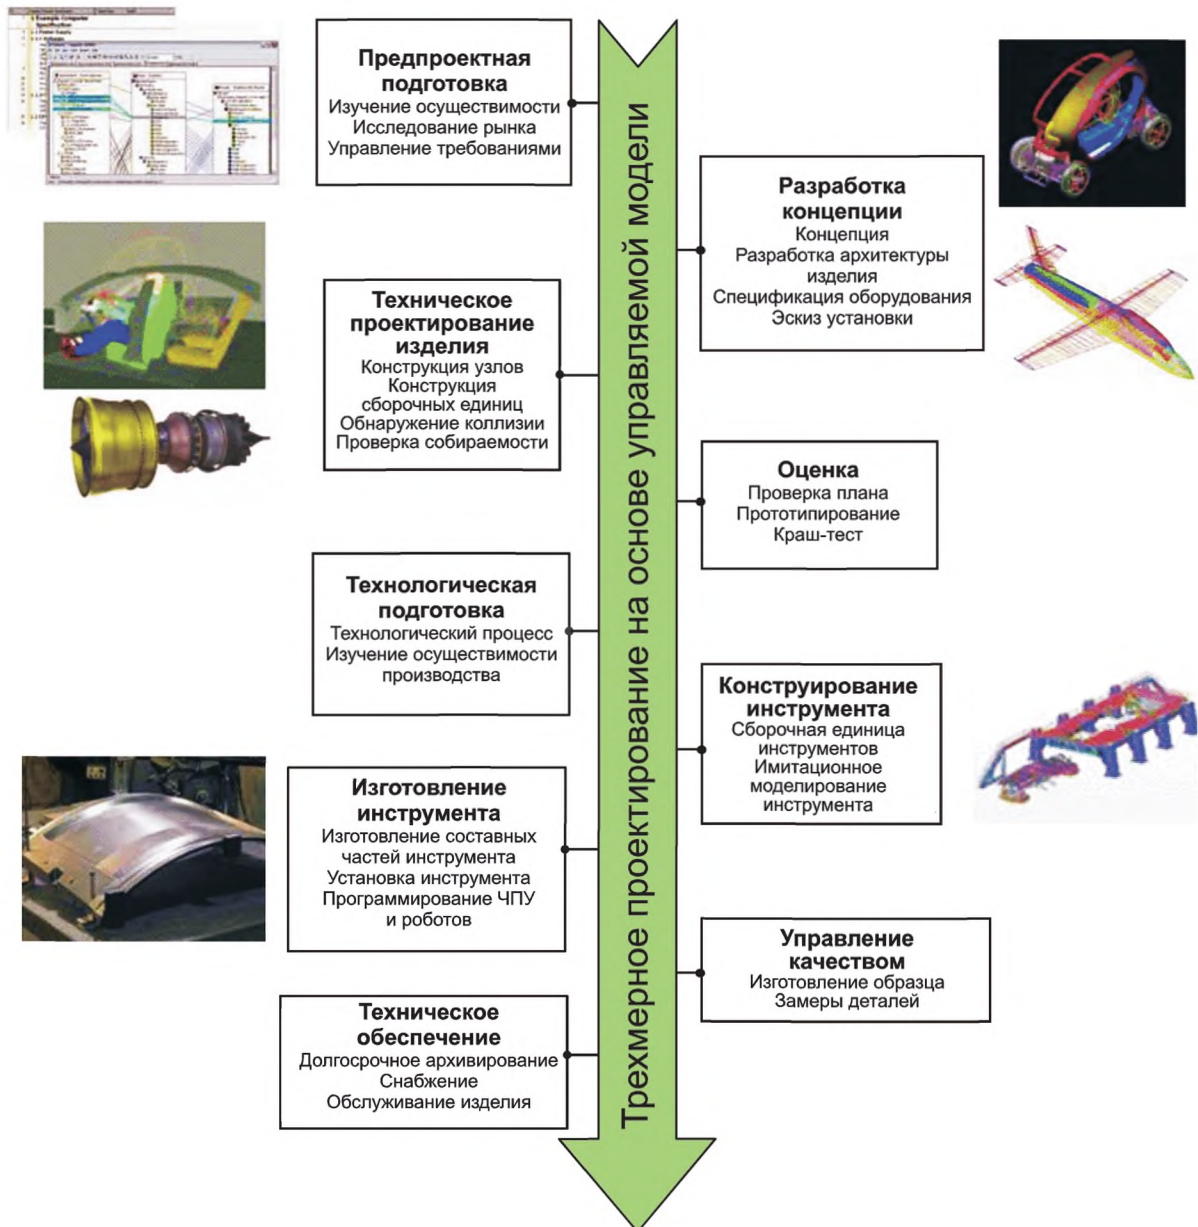 Example Computer
Предпроектная
подготовка
Изучение осуществимости
Исследование рынка
Управление требованиями
Разработка
концепции
Концепция
Разработка архитектуры
изделия
Спецификация оборудования
Эскиз установки
Техническое
проектирование
изделия
Конструкция узлов
Конструкция
сборочных единиц
Обнаружение коллизии
Проверка собираемости
Оценка
Проверка плана
Прототипирование
Краш-тест
Технологическая
подготовка
Технологический процесс
Изучение осуществимости
производства
Конструирование
инструмента
Сборочная единица
инструментов
Имитационное
моделирование
инструмента
Изготовление
инструмента
Изготовление составных
частей инструмента
Установка инструмента
Программирование ЧПУ
и роботов
Управление
качеством
Изготовление образца
Замеры деталей
Техническое
обеспечение
Долгосрочное архивирование
Снабжение
Обслуживание изделия
Трехмерное проектирование на основе управляемой модели